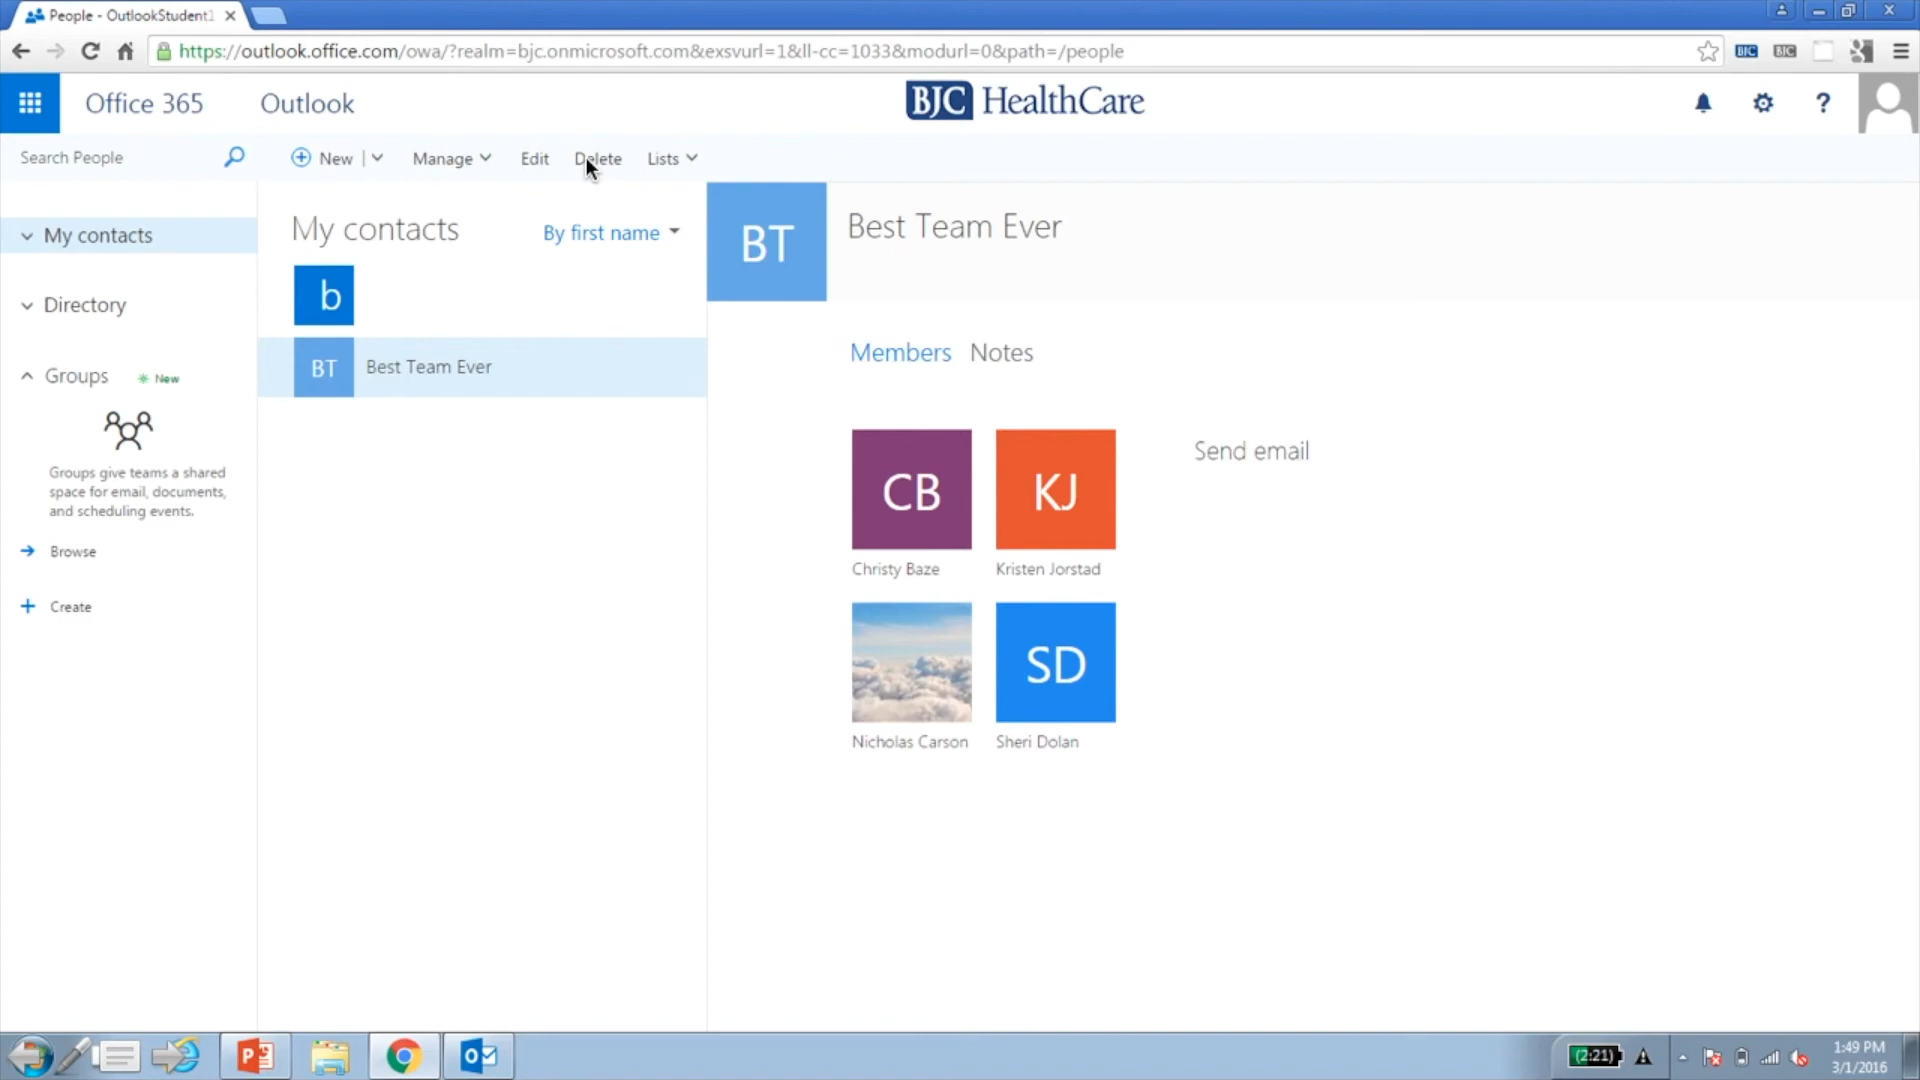 People - OutlookStudent1
https://outlook.office.com/owa/?realm=bjc.onmicrosoft.com&exsvurl=1&ll-cc=1033&modurl=0&path=/people
BJC BJC
Office 365 Outlook BJC HealthCare ?
Search People New Manage Edit Delete Lists
My contacts
Directory
Groups New
Groups give teams a shared
space for email, documents,
and scheduling events.
Browse
Create
My contacts By first name
b
BT Best Team Ever
BT Best Team Ever
Members Notes
CB KJ Send email
Christy Baze Kristen Jorstad
SD
Nicholas Carson Sheri Dolan
(2:21) 1:49 PM
3/1/2016